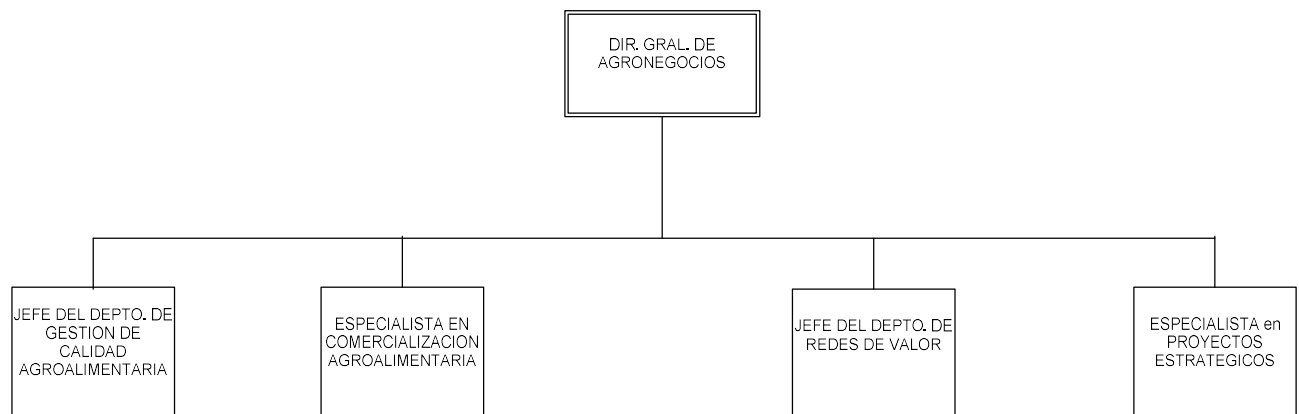 DIR. GRAL. DE
AGRONEGOCIOS
JEFE DEL DEPTO. DE
GESTION DE
CALIDAD
AGROALIMENTARIA
ESPECIALISTA EN
COMERCIALIZACION
AGROALIMENTARIA
JEFE DEL DEPTO. DE
REDES DE VALOR
ESPECIALISTA en
PROYECTOS
ESTRATEGICOS